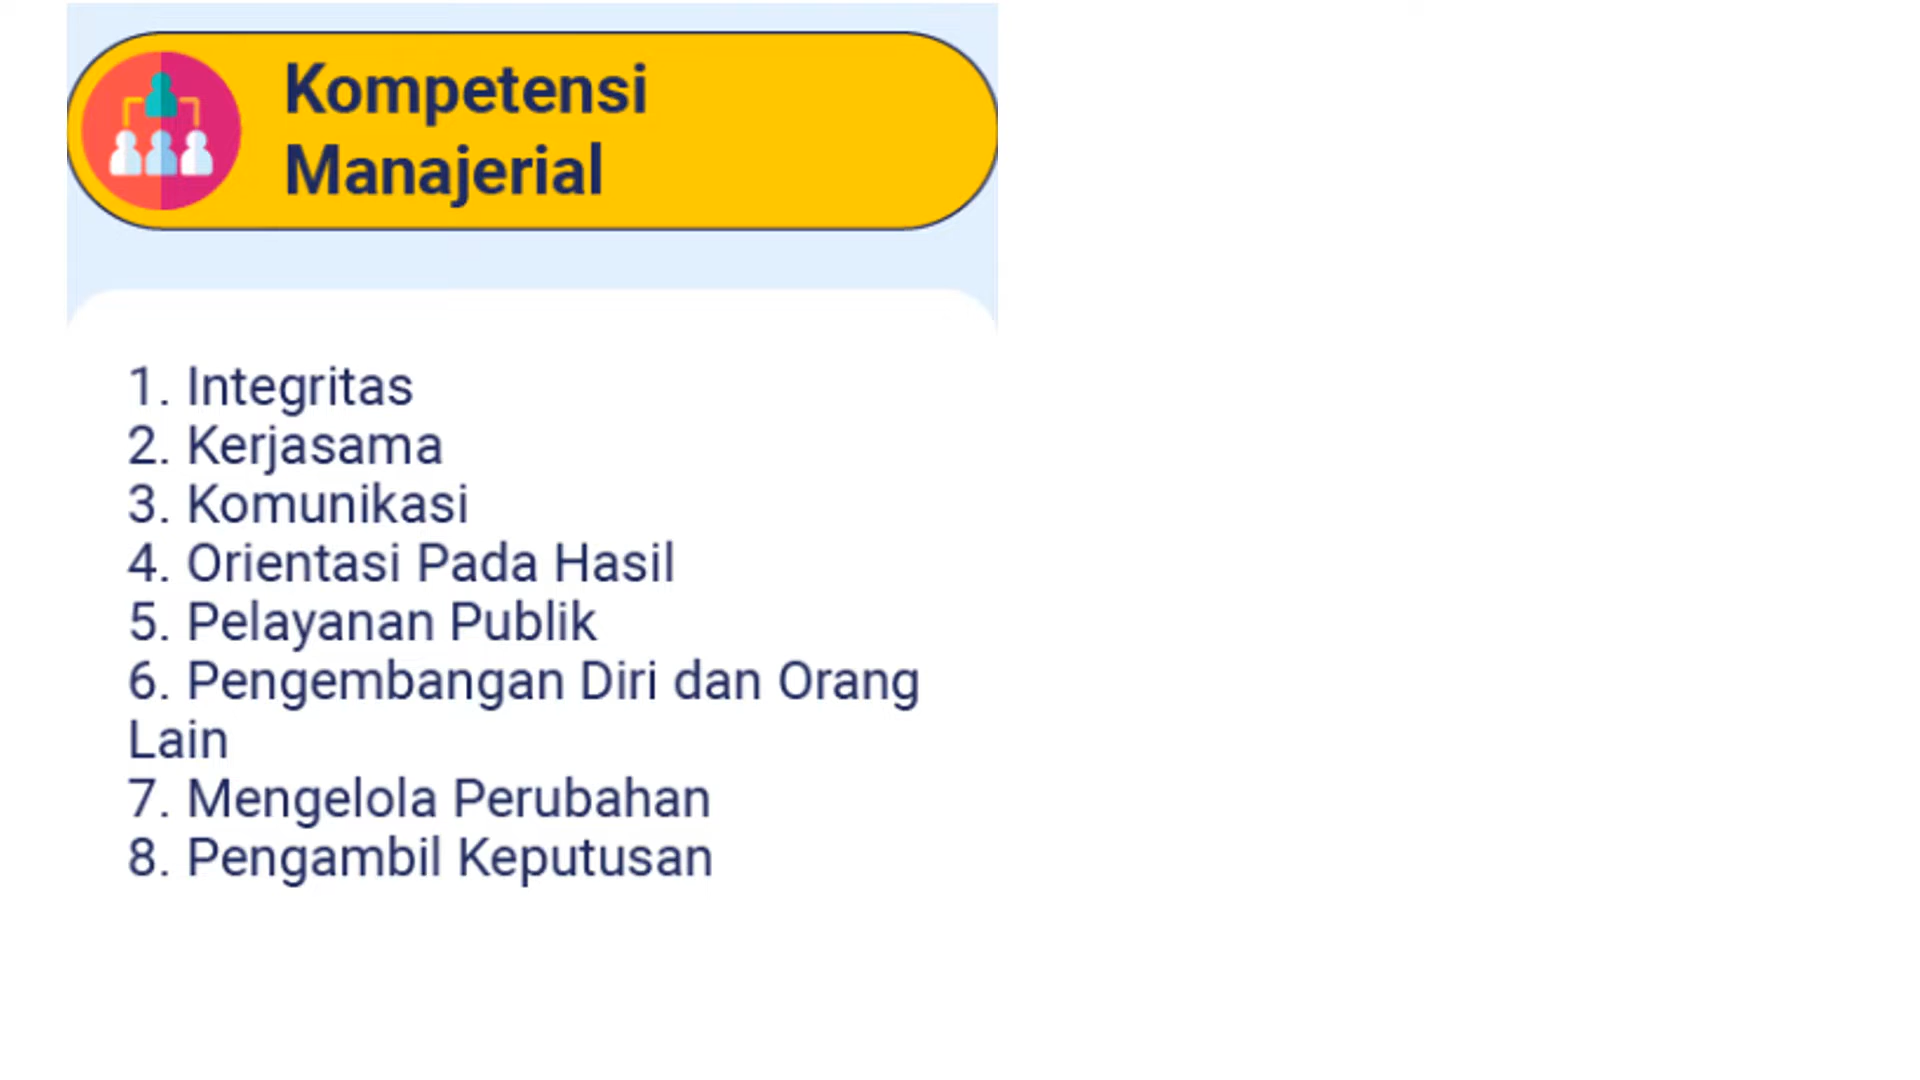 Kompetensi
Manajerial
1. Integritas
2. Kerjasama
3. Komunikasi
4. Orientasi Pada Hasil
5. Pelayanan Publik
6. Pengembangan Diri dan Orang
Lain
7. Mengelola Perubahan
8. Pengambil Keputusan